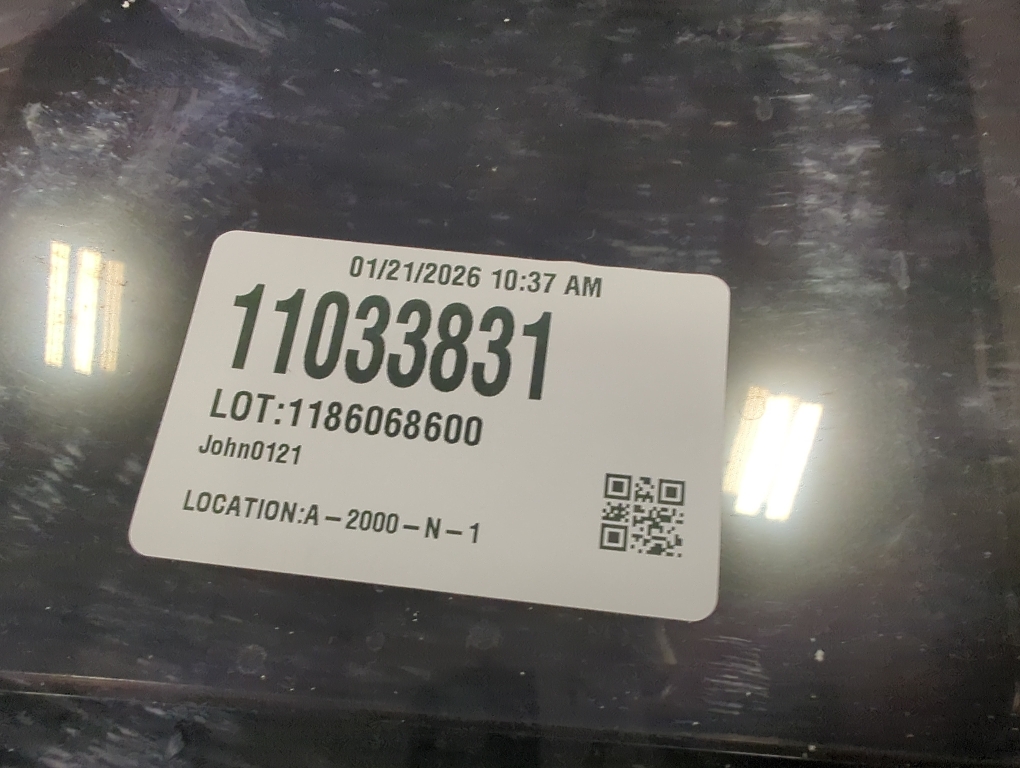 01/21/2026 10:37 AM
11033831
LOT:1186068600
John0121
LOCATION:A-2000-N-1